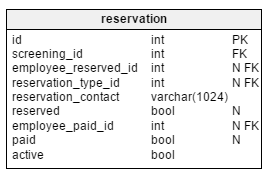 reservation
id int PK
screening_id int FK
employee_reserved_id int N FK
reservation_type_id int N FK
reservation_contact varchar(1024)
reserved bool N
employee_paid_id int N FK
paid bool N
active bool